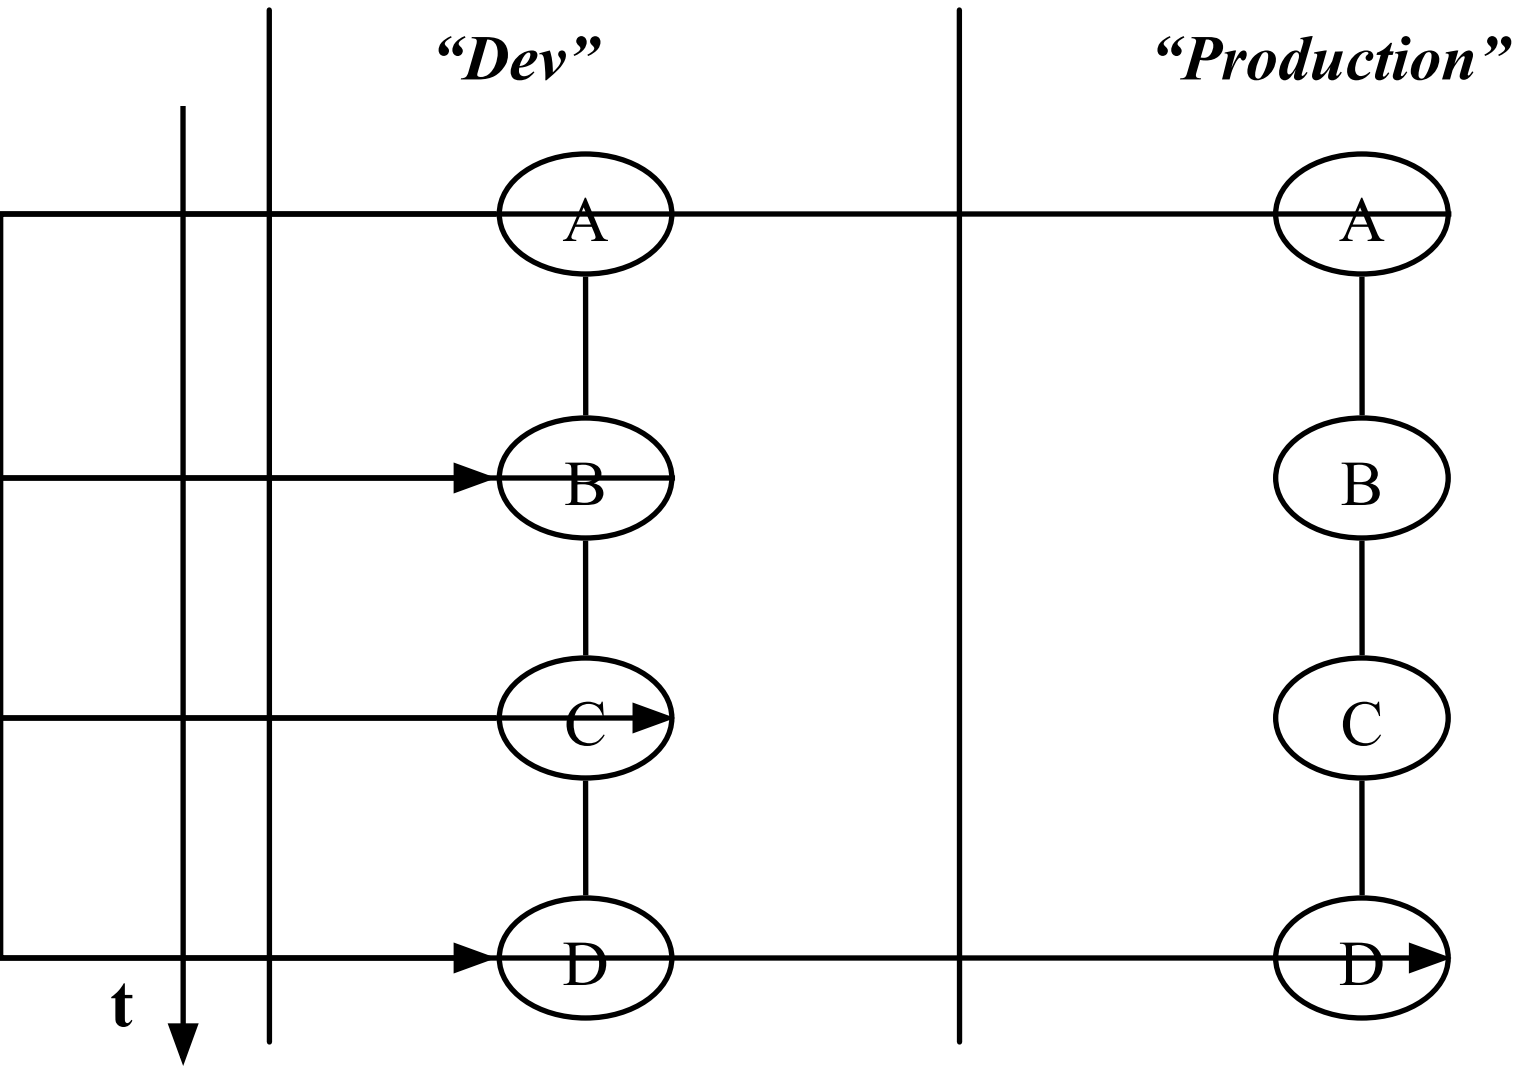 “Dev” “Production”
A A
B B
C C
D D
t